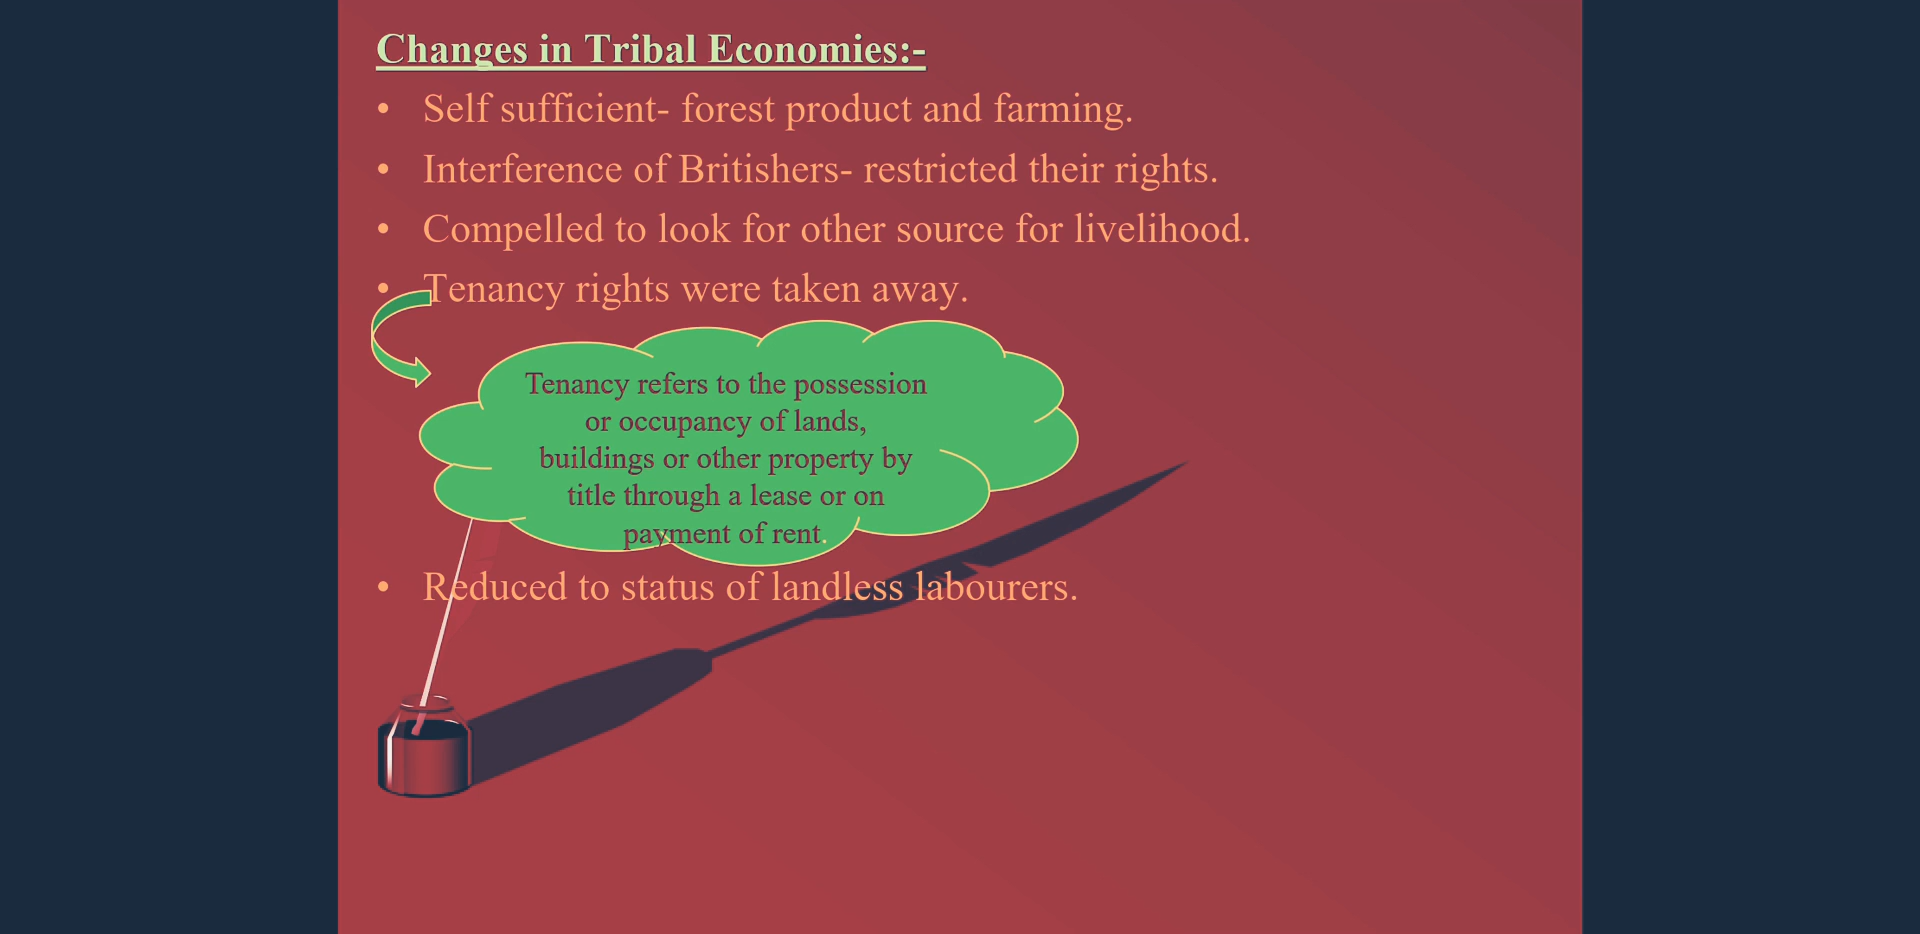 Changes in Tribal Economies:-
• Self sufficient- forest product and farming.
• Interference of Britishers- restricted their rights.
• Compelled to look for other source for livelihood.
• Tenancy rights were taken away.
Tenancy refers to the possession
or occupancy of lands,
buildings or other property by
title through a lease or on
payment of rent.
• Reduced to status of landless labourers.